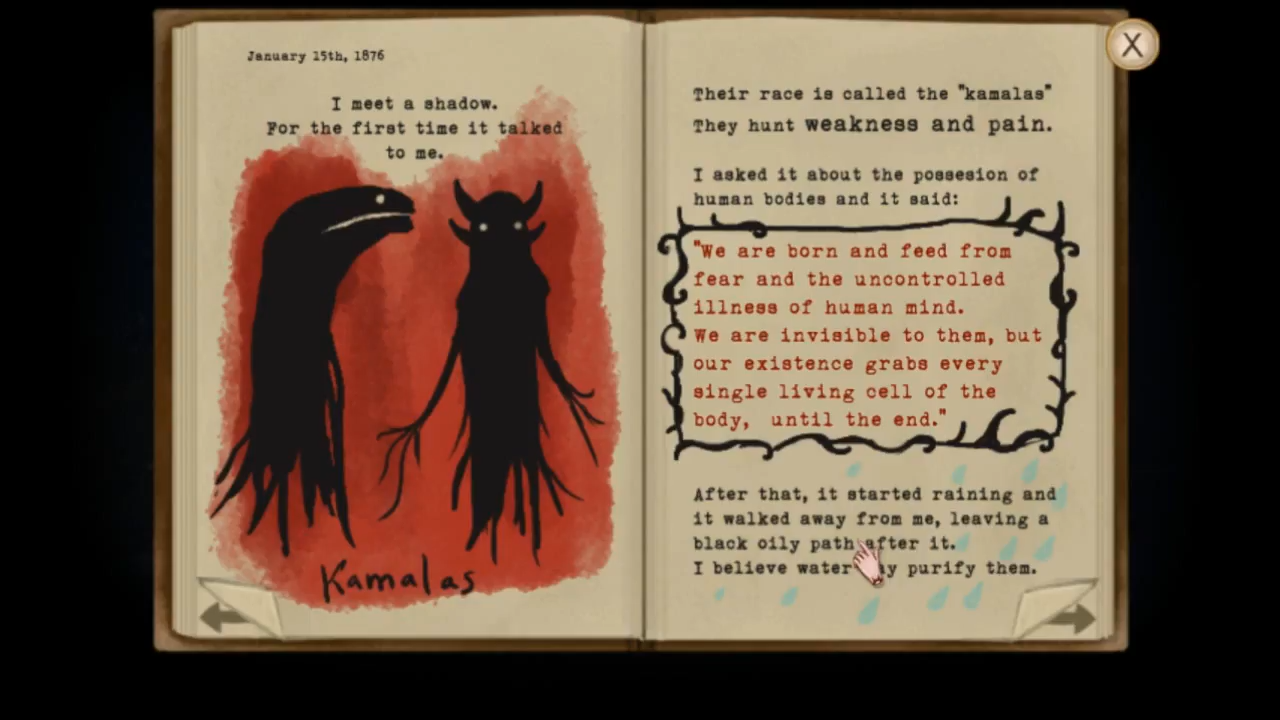 January 15th, 1876
I meet a shadow.
For the first time it talked
to me.
Kamalas
Their race is called the "kamalas"
They hunt weakness and pain.
I asked it about the possesion of
human bodies and it said:
"We are born and feed from
fear and the uncontrolled
illness of human mind.
We are invisible to them, but
our existence grabs every
single living cell of the
body, until the end."
After that, it started raining and
it walked away from me, leaving a
black oily path after it.
I believe water purify them.
X